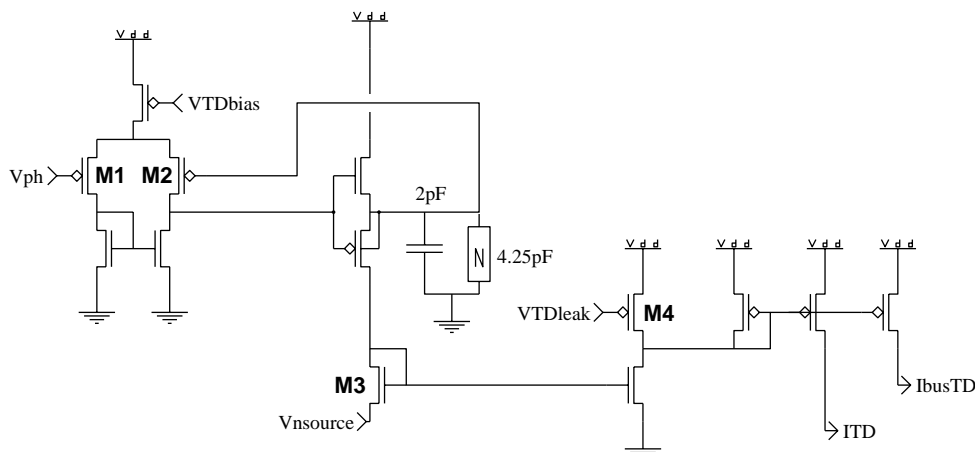 Vdd
Vdd
VTDbias
Vph
M1
M2
2pF
N
4.25pF
Vdd
Vdd
Vdd
Vdd
VTDleak
M4
M3
IbusTD
Vnsource
ITD